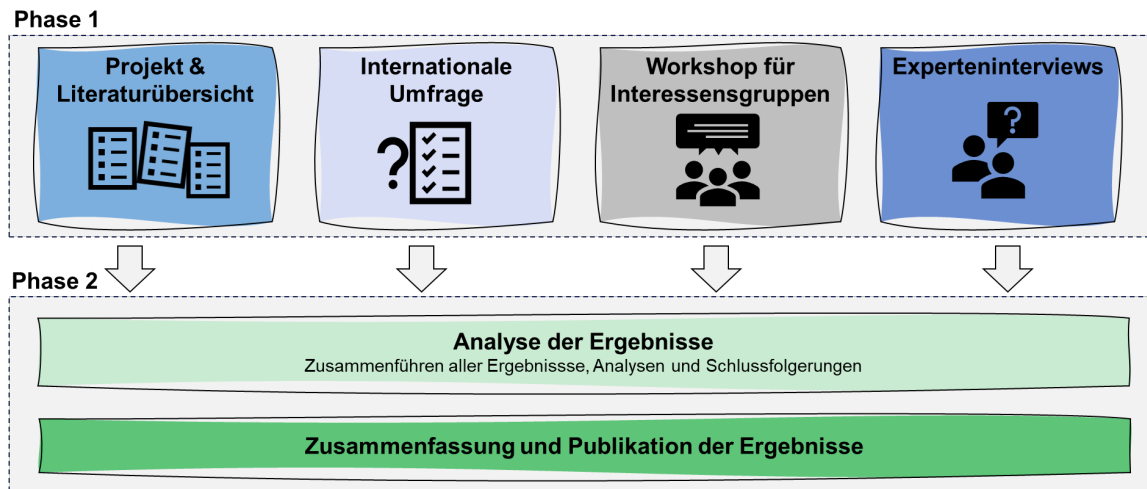 Phase 1
Projekt &
Literaturübersicht
Internationale
Umfrage
?
Workshop für
Interessensgruppen
Experteninterviews
?
Phase 2
Analyse der Ergebnisse
Zusammenführen aller Ergebnissse, Analysen und Schlussfolgerungen
Zusammenfassung und Publikation der Ergebnisse